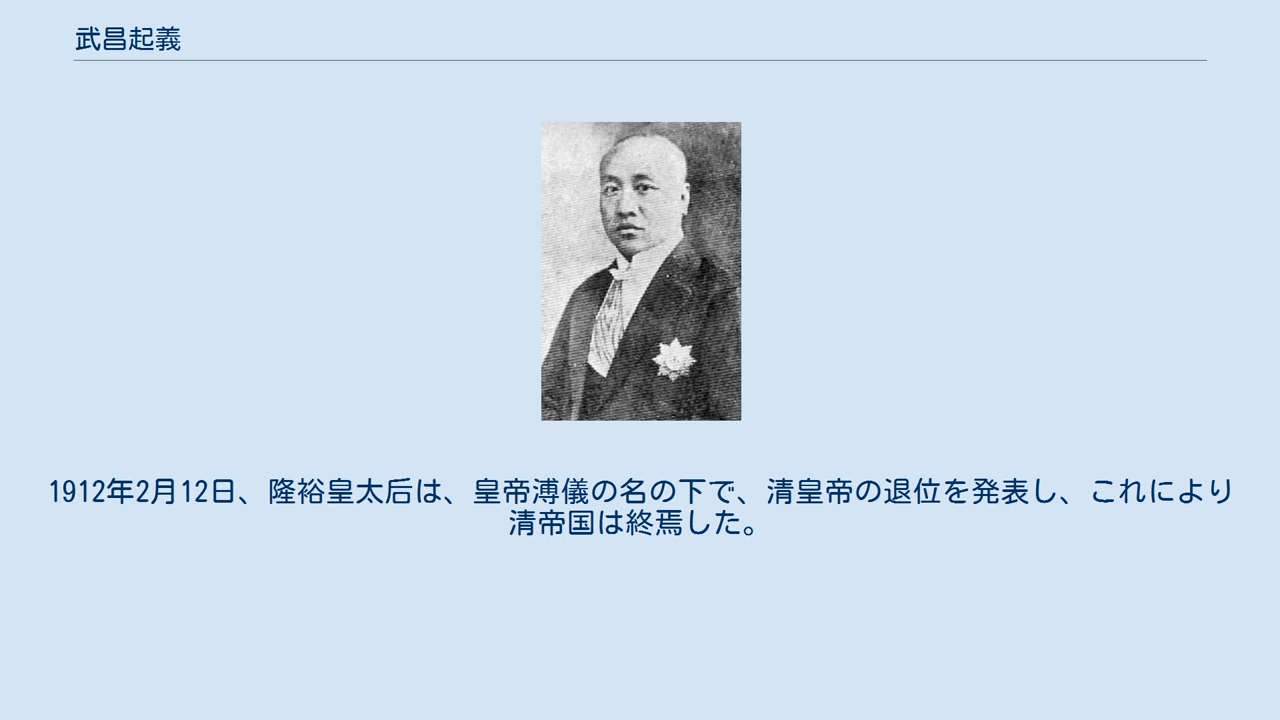 武昌起義
1912年2月12日、隆裕皇太后は、皇帝溥儀の名の下で、清皇帝の退位を発表し、これにより
清帝国は終焉した。